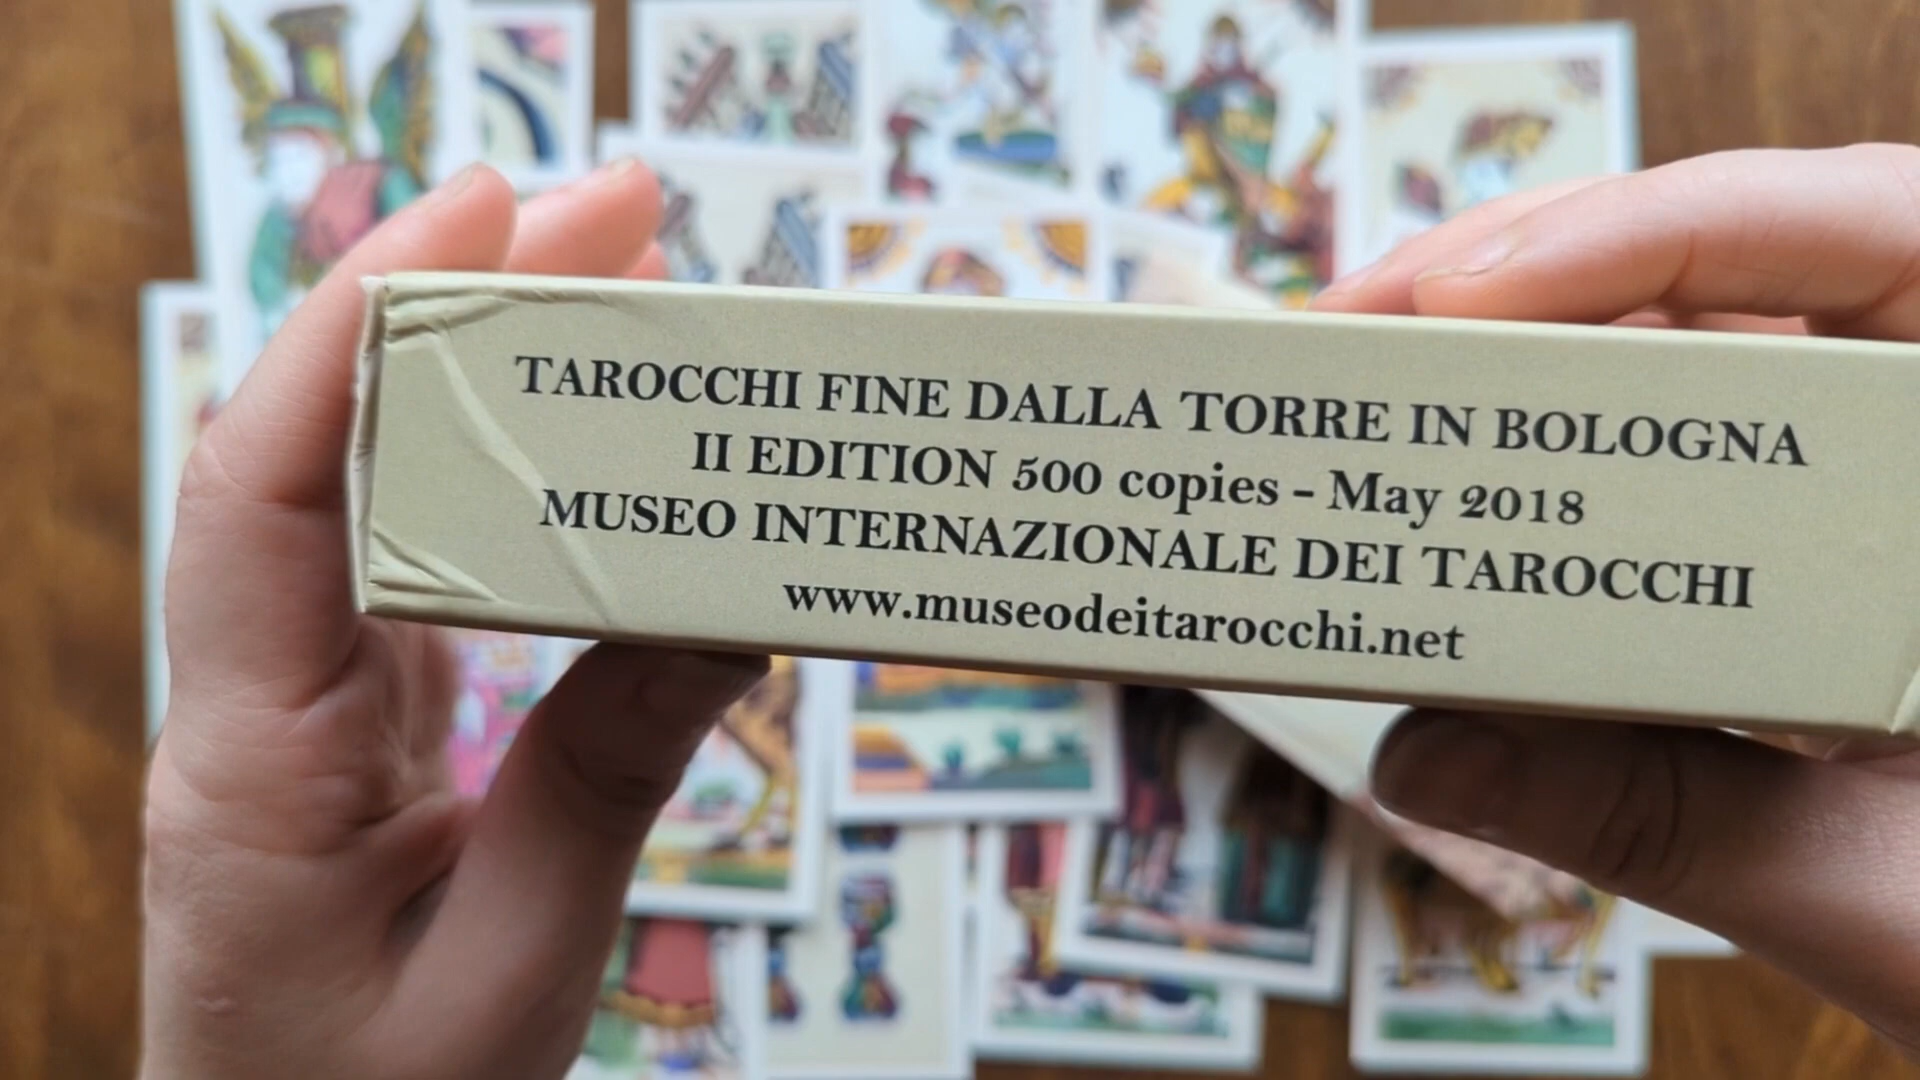 TAROCCHI FINE DALLA TORRE IN BOLOGNA
II EDITION 500 copies - May 2018
MUSEO INTERNAZIONALE DEI TAROCCHI
www.museodeitarocchi.net